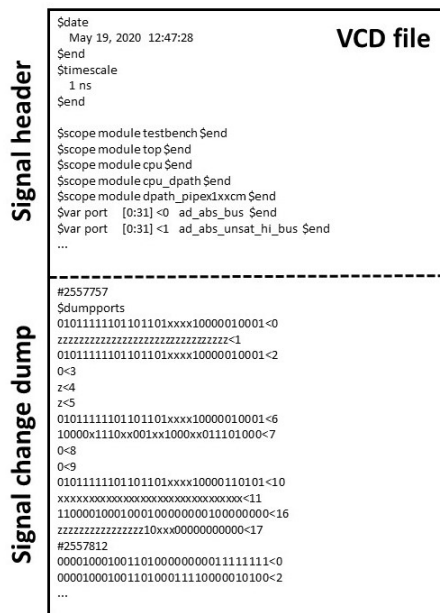 VCD file
Signal header
$date
May 19, 2020 12:47:28
$end
$timescale
1 ns
$end
$scope module testbench $end
$scope module top $end
$scope module cpu $end
$scope module cpu_dpath $end
$scope module dpath_pipex1xxcm $end
$var port [0:31] <0 ad_abs_bus $end
$var port [0:31] <1 ad_abs_unsat_hi_bus $end
...
Signal change dump
#2557757
$dumpports
01011111101101101xxxx10000010001<0
zzzzzzzzzzzzzzzzzzzzzzzzzzzzzzzz<1
01011111101101101xxxx10000010001<2
0<3
z<4
z<5
01011111101101101xxxx10000010001<6
10000x1110xx001xx1000xx011101000<7
0<8
0<9
01011111101101101xxxx10000110101<10
xxxxxxxxxxxxxxxxxxxxxxxxxxxxxxxx<11
11000010001000100000000100000000<16
zzzzzzzzzzzzzzzz10xxx00000000000<17
#2557812
00001000100110100000000011111111<0
00001000100110100011110000010100<2
...